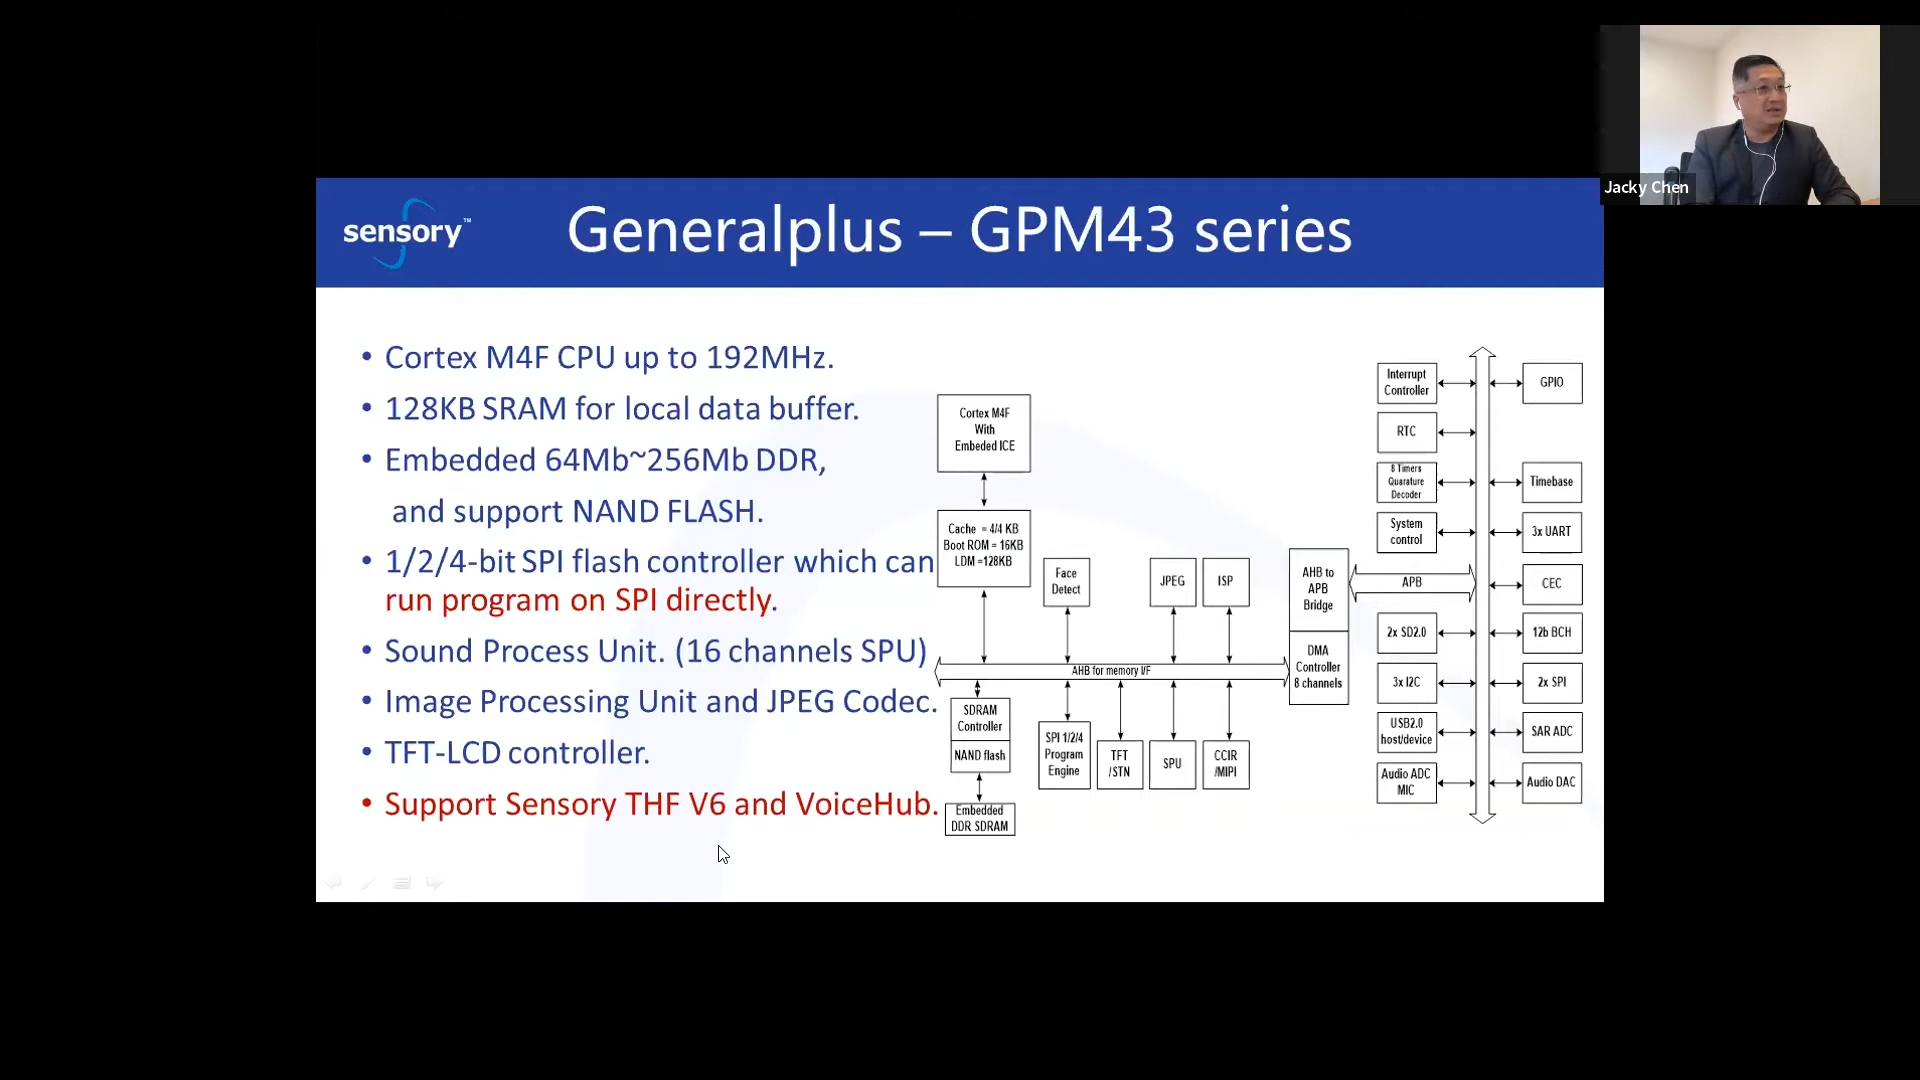 Jacky Chen
sensory™
Generalplus – GPM43 series
• Cortex M4F CPU up to 192MHz.
• 128KB SRAM for local data buffer.
• Embedded 64Mb~256Mb DDR,
and support NAND FLASH.
• 1/2/4-bit SPI flash controller which can
run program on SPI directly.
• Sound Process Unit. (16 channels SPU)
• Image Processing Unit and JPEG Codec.
• TFT-LCD controller.
• Support Sensory THF V6 and VoiceHub.
Cortex M4F
With
Embeded ICE
Cache = 4/4 KB
Boot ROM = 16KB
LDM =128KB
Face
Detect
JPEG
ISP
AHB for memory I/F
SDRAM
Controller
NAND flash
Embedded
DDR SDRAM
SPI 1/2/4
Program
Engine
TFT
/STN
SPU
CCIR
/MIPI
AHB to
APB
Bridge
DMA
Controller
8 channels
APB
Interrupt
Controller
RTC
8 Timers
Quarature
Decoder
System
control
2x SD2.0
3x I2C
USB2.0
host/device
Audio ADC
MIC
GPIO
Timebase
3x UART
CEC
12b BCH
2x SPI
SAR ADC
Audio DAC